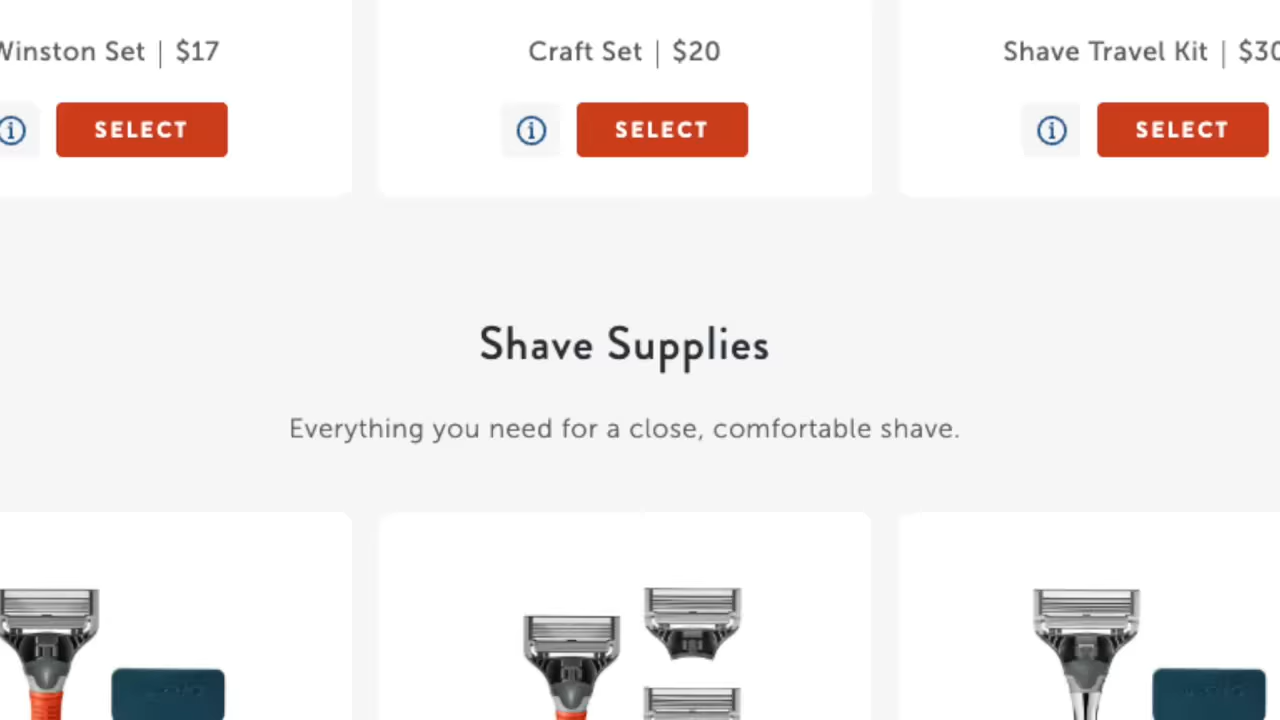 Winston Set | $17
Craft Set | $20
Shave Travel Kit | $30
SELECT
SELECT
SELECT
Shave Supplies
Everything you need for a close, comfortable shave.